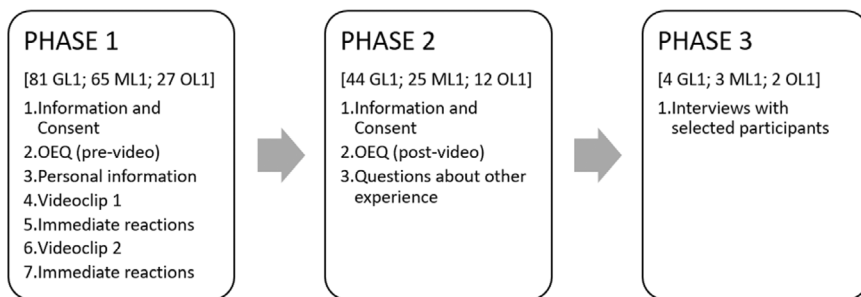 PHASE 1
[81 GL1; 65 ML1; 27 OL1]
1.Information and
Consent
2.OEQ (pre-video)
3.Personal information
4.Videoclip 1
5.Immediate reactions
6.Videoclip 2
7.Immediate reactions
PHASE 2
[44 GL1; 25 ML1; 12 OL1]
1.Information and
Consent
2.OEQ (post-video)
3.Questions about other
experience
PHASE 3
[4 GL1; 3 ML1; 2 OL1]
1.Interviews with
selected participants